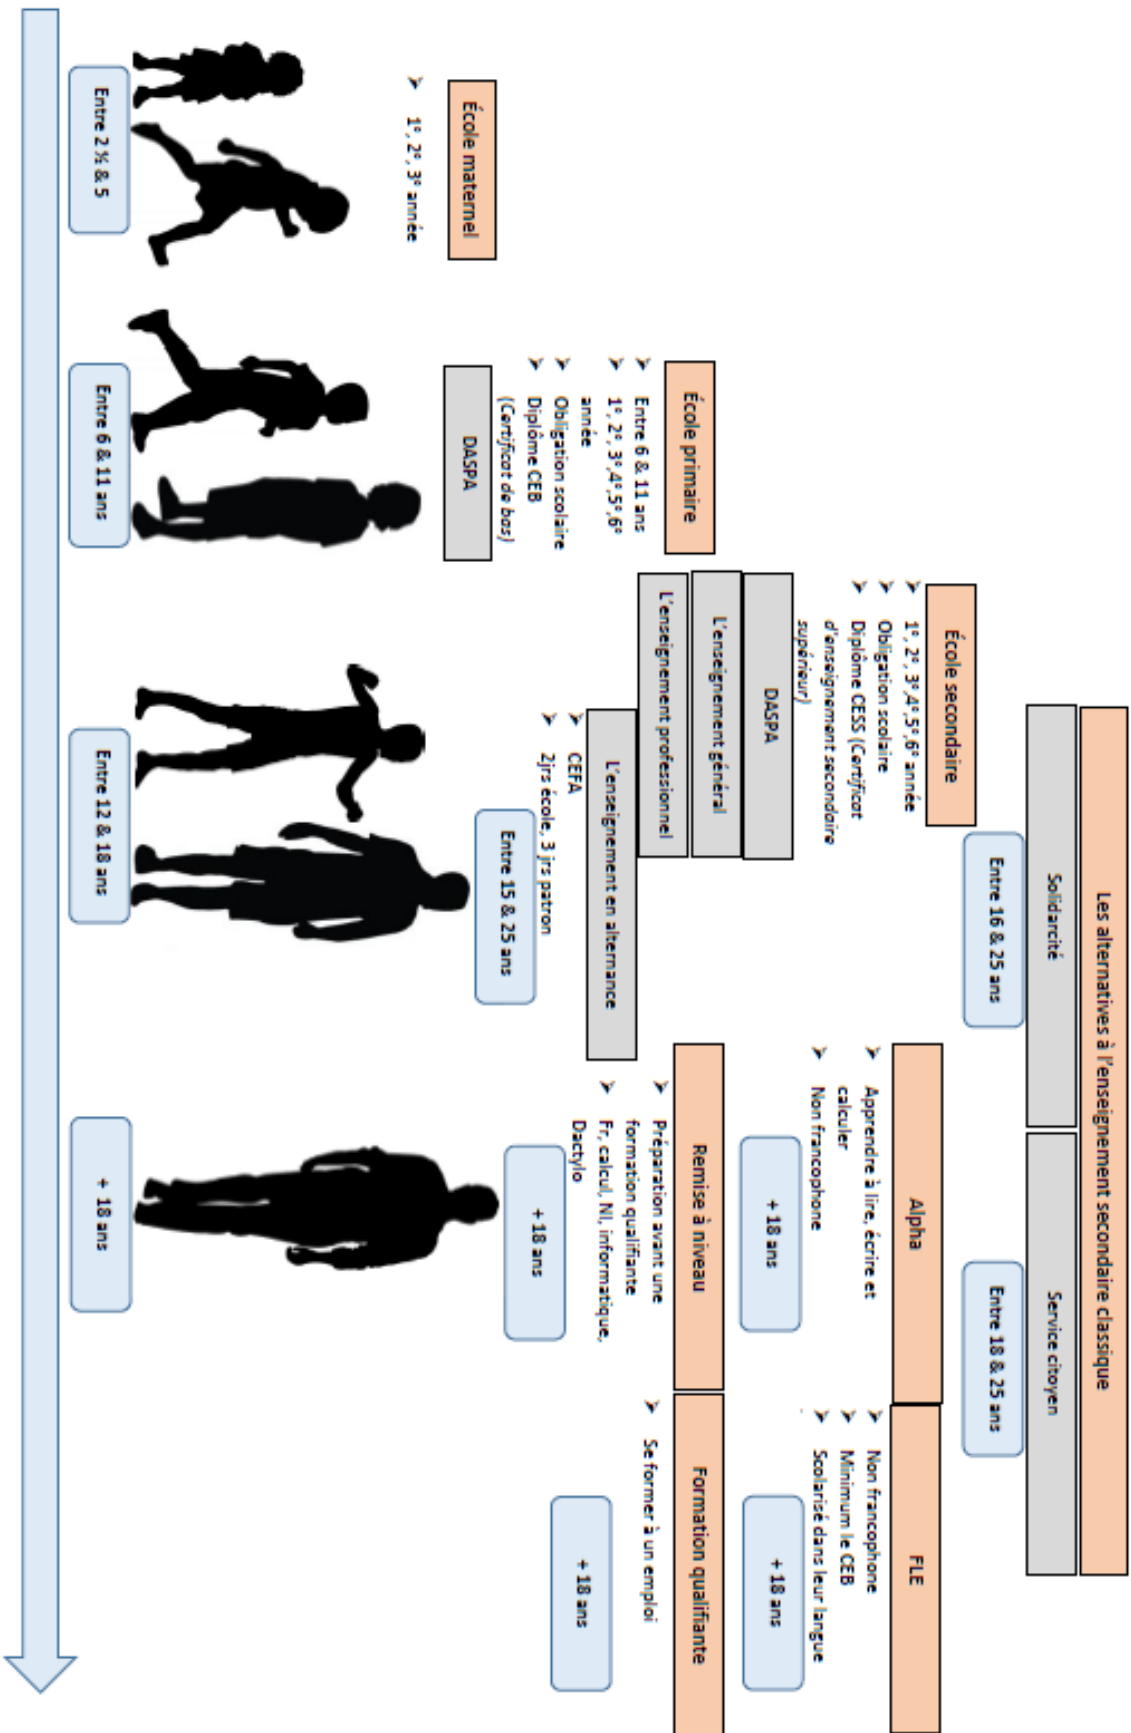 Les alternatives à l'enseignement secondaire classique
Solidarcité
Service citoyen
Entre 16 & 25 ans
Entre 18 & 25 ans
École maternel
➢ 1°, 2°, 3° année
École primaire
➢ Entre 6 & 11 ans
➢ 1°, 2°, 3°,4°,5°,6°
année
➢ Obligation scolaire
➢ Diplôme CEB
(Certificat de bas)
DASPA
École secondaire
➢ 1°, 2°, 3°,4°,5°,6° année
➢ Obligation scolaire
➢ Diplôme CESS (Certificat
d'enseignement secondaire
supérieur)
DASPA
L'enseignement général
L'enseignement professionnel
L'enseignement en alternance
➢ CEFA
➢ 2jrs école, 3 jrs patron
Entre 15 & 25 ans
Alpha
➢ Apprendre à lire, écrire et
calculer
➢ Non francophone
+ 18 ans
FLE
➢ Non francophone
➢ Minimum le CEB
➢ Scolarisé dans leur langue
+ 18 ans
Remise à niveau
➢ Préparation avant une
formation qualifiante
➢ Fr, calcul, NI, informatique,
Dactylo
+ 18 ans
Formation qualifiante
➢ Se former à un emploi
+ 18 ans
Entre 2 ½ & 5
Entre 6 & 11 ans
Entre 12 & 18 ans
+ 18 ans